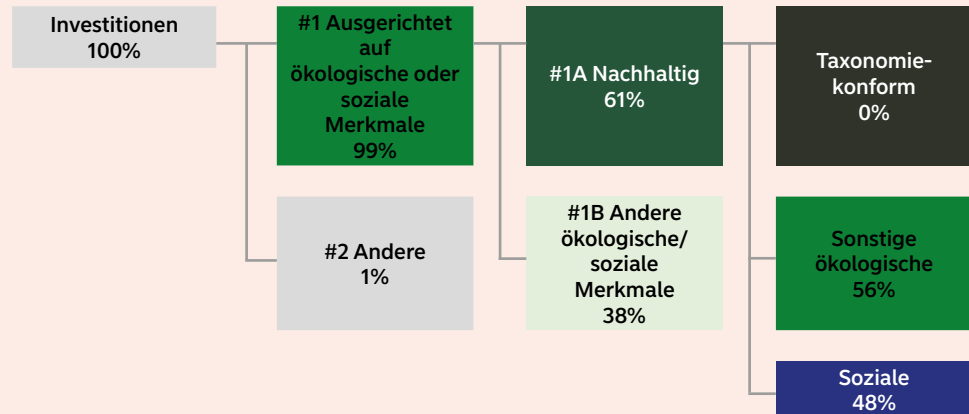 Investitionen
100%
#1 Ausgerichtet
auf
ökologische oder
soziale
Merkmale
99%
#2 Andere
1%
#1A Nachhaltig
61%
#1B Andere
ökologische/
soziale
Merkmale
38%
Taxonomie-
konform
0%
Sonstige
ökologische
56%
Soziale
48%